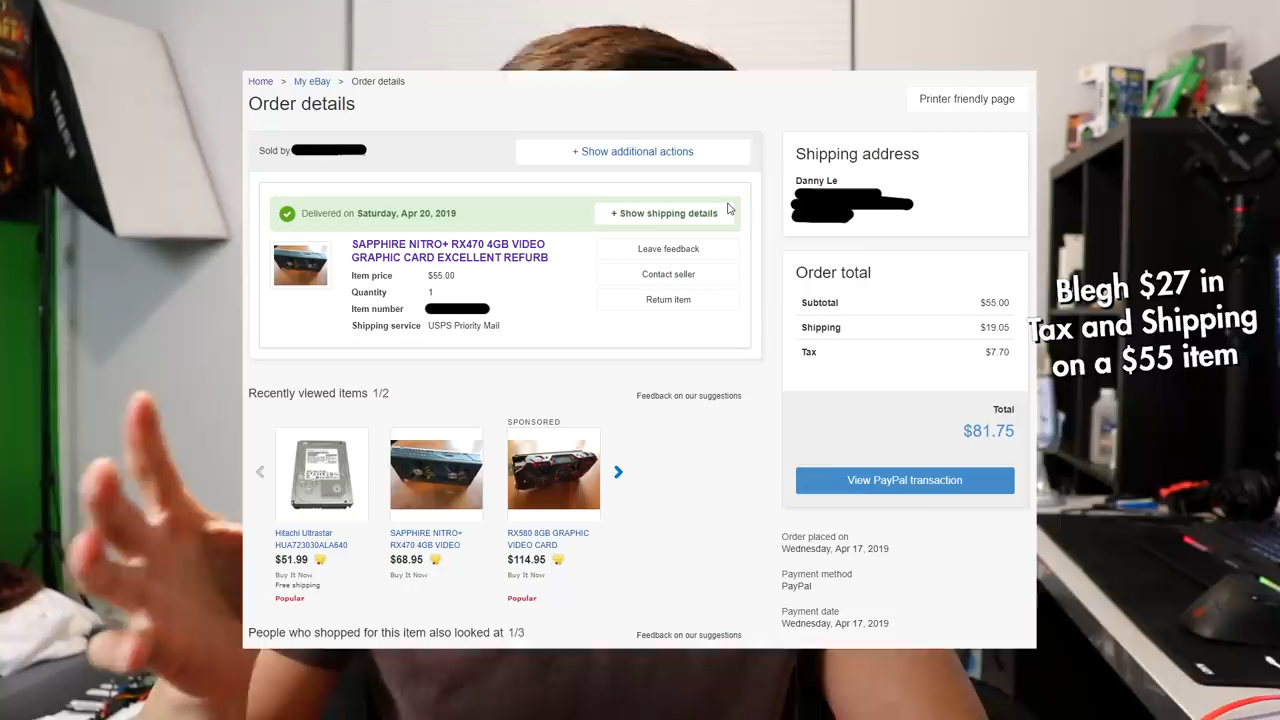 Home > My eBay > Order details
Order details
Printer friendly page
Sold by
+ Show additional actions
Delivered on Saturday, Apr 20, 2019
+ Show shipping details
SAPPHIRE NITRO+ RX470 4GB VIDEO
GRAPHIC CARD EXCELLENT REFURB
Item price $55.00
Quantity 1
Item number
Shipping service USPS Priority Mail
Leave feedback
Contact seller
Return item
Shipping address
Danny Le
Order total
Subtotal $55.00
Shipping $19.05
Tax $7.70
Total
$81.75
View PayPal transaction
Blegh $27 in
Tax and Shipping
on a $55 item
Recently viewed items 1/2
Feedback on our suggestions
Hitachi Ultrastar
HUA723030ALA640
$51.99
Buy It Now
Free shipping
Popular
SAPPHIRE NITRO+
RX470 4GB VIDEO
$68.95
Buy It Now
SPONSORED
RX580 8GB GRAPHIC
VIDEO CARD
$114.95
Buy It Now
Popular
Order placed on
Wednesday, Apr 17, 2019
Payment method
PayPal
Payment date
Wednesday, Apr 17, 2019
People who shopped for this item also looked at 1/3
Feedback on our suggestions